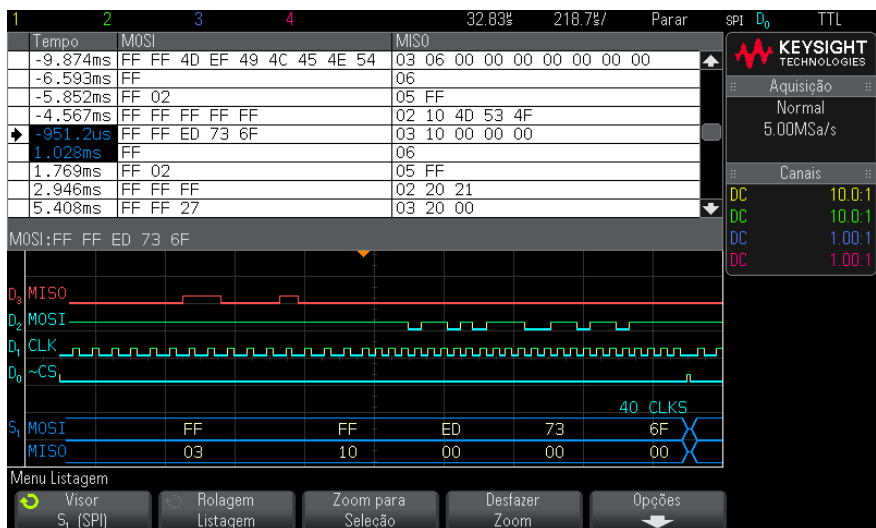 1 2 3 4 32.83% 218.7%/ Parar SPI D0 TTL
Tempo MOSI MISO
-9.874ms FF FF 4D EF 49 4C 45 4E 54 03 06 00 00 00 00 00 00 00
-6.593ms FF 06
-5.852ms FF 02 05 FF
-4.567ms FF FF FF FF FF 02 10 4D 53 4F
-951.2us FF FF ED 73 6F 03 10 00 00 00
1.028ms FF 06
1.769ms FF 02 05 FF
2.946ms FF FF FF 02 20 21
5.408ms FF FF 27 03 20 00
MOSI:FF FF ED 73 6F
D3 MISO
D2 MOSI
D1 CLK
D0 ~CS
40 CLKS
S1 MOSI FF FF ED 73 6F
MISO 03 10 00 00 00
KEYSIGHT
TECHNOLOGIES
Aquisição
Normal
5.00MSa/s
Canais
DC 10.0:1
DC 10.0:1
DC 1.00:1
DC 1.00:1
Menu Listagem
Visor
S1 (SPI)
Rolagem
Listagem
Zoom para
Seleção
Desfazer
Zoom
Opções